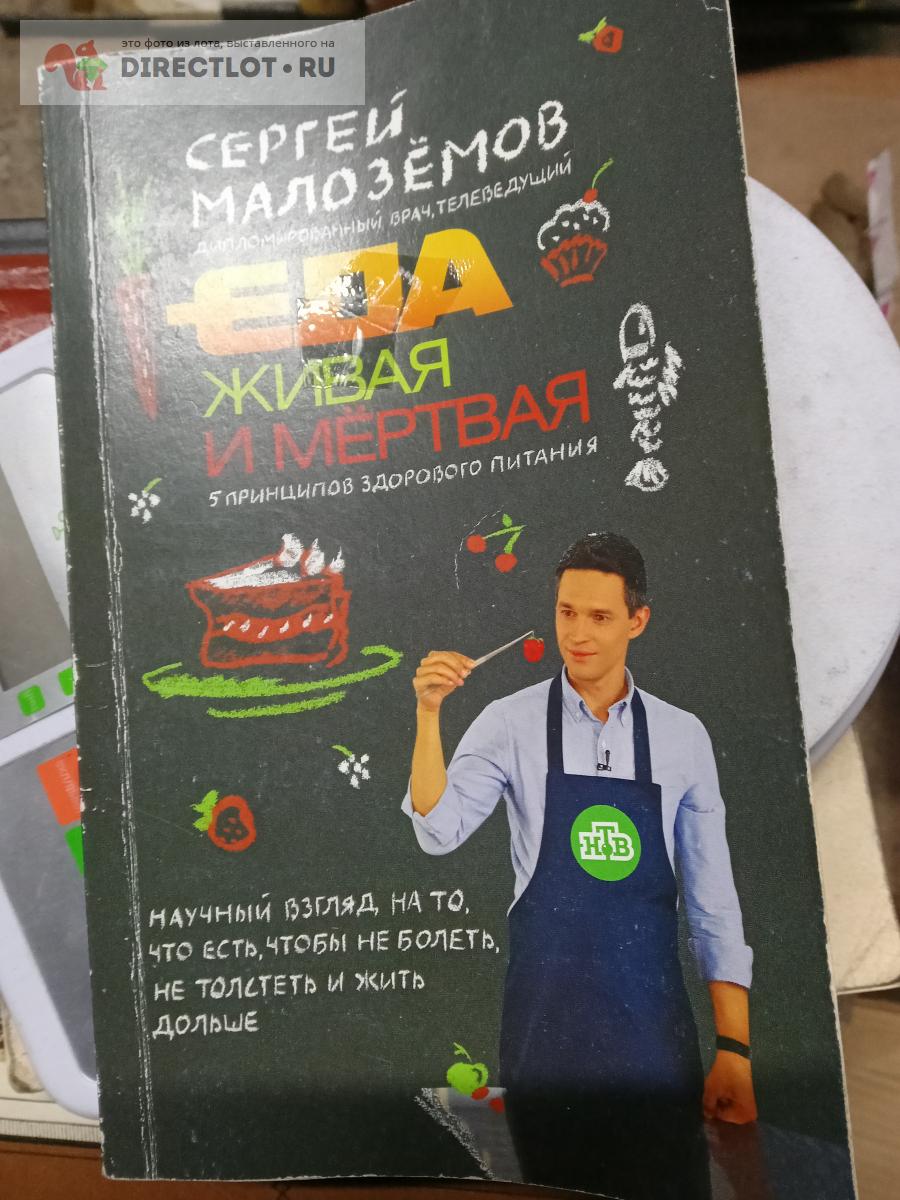 это фото из лота, выставленного на
DIRECTLOT.RU
СЕРГЕЙ
МАЛОЗЁМОВ
ДИПЛОМИРОВАННЫЙ ВРАЧ, ТЕЛЕВЕДУЩИЙ
ЕДА
ЖИВАЯ
И МЁРТВАЯ
5 ПРИНЦИПОВ ЗДОРОВОГО ПИТАНИЯ
НТВ
НАУЧНЫЙ ВЗГЛЯД НА ТО,
ЧТО ЕСТЬ, ЧТОБЫ НЕ БОЛЕТЬ,
НЕ ТОЛСТЕТЬ И ЖИТЬ
ДОЛЬШЕ